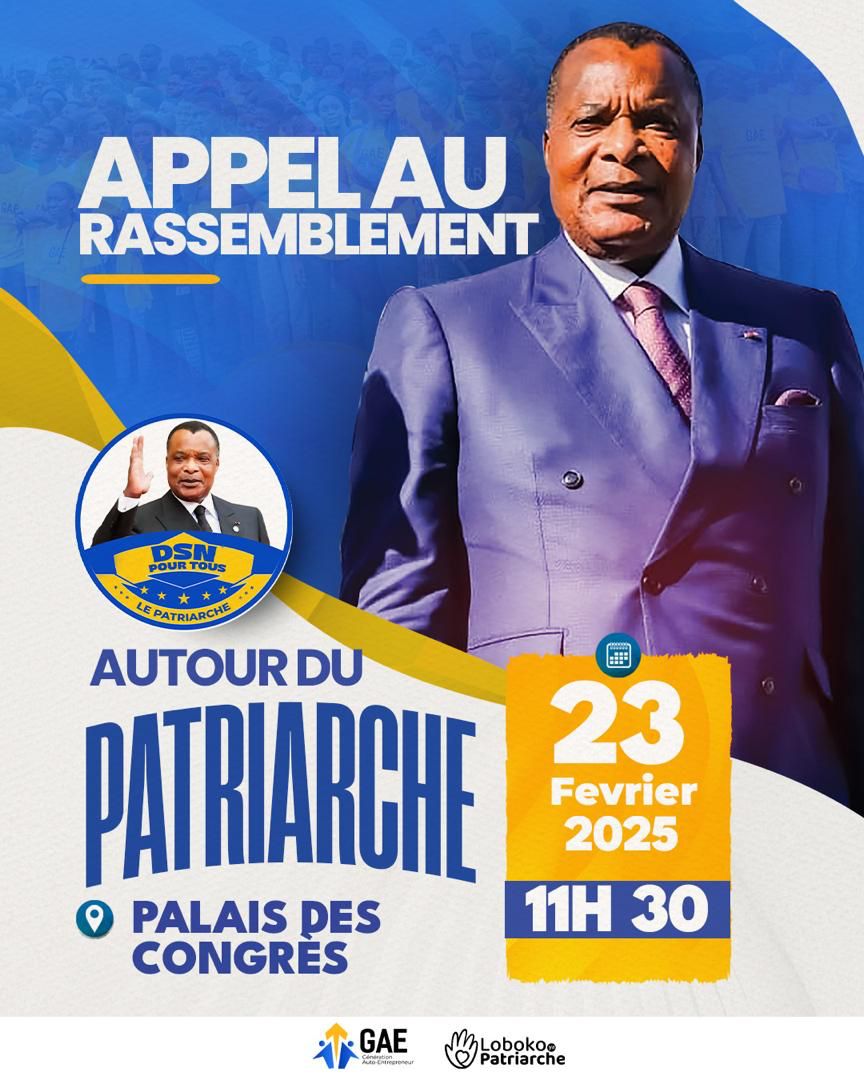 APPEL AU
RASSEMBLEMENT
DSN
POUR TOUS
LE PATRIARCHE
AUTOUR DU
PATRIARCHE
PALAIS DES
CONGRÈS
23
Fevrier
2025
11H 30
GAE
Génération
Auto-Entrepreneur
Loboko ya
Patriarche